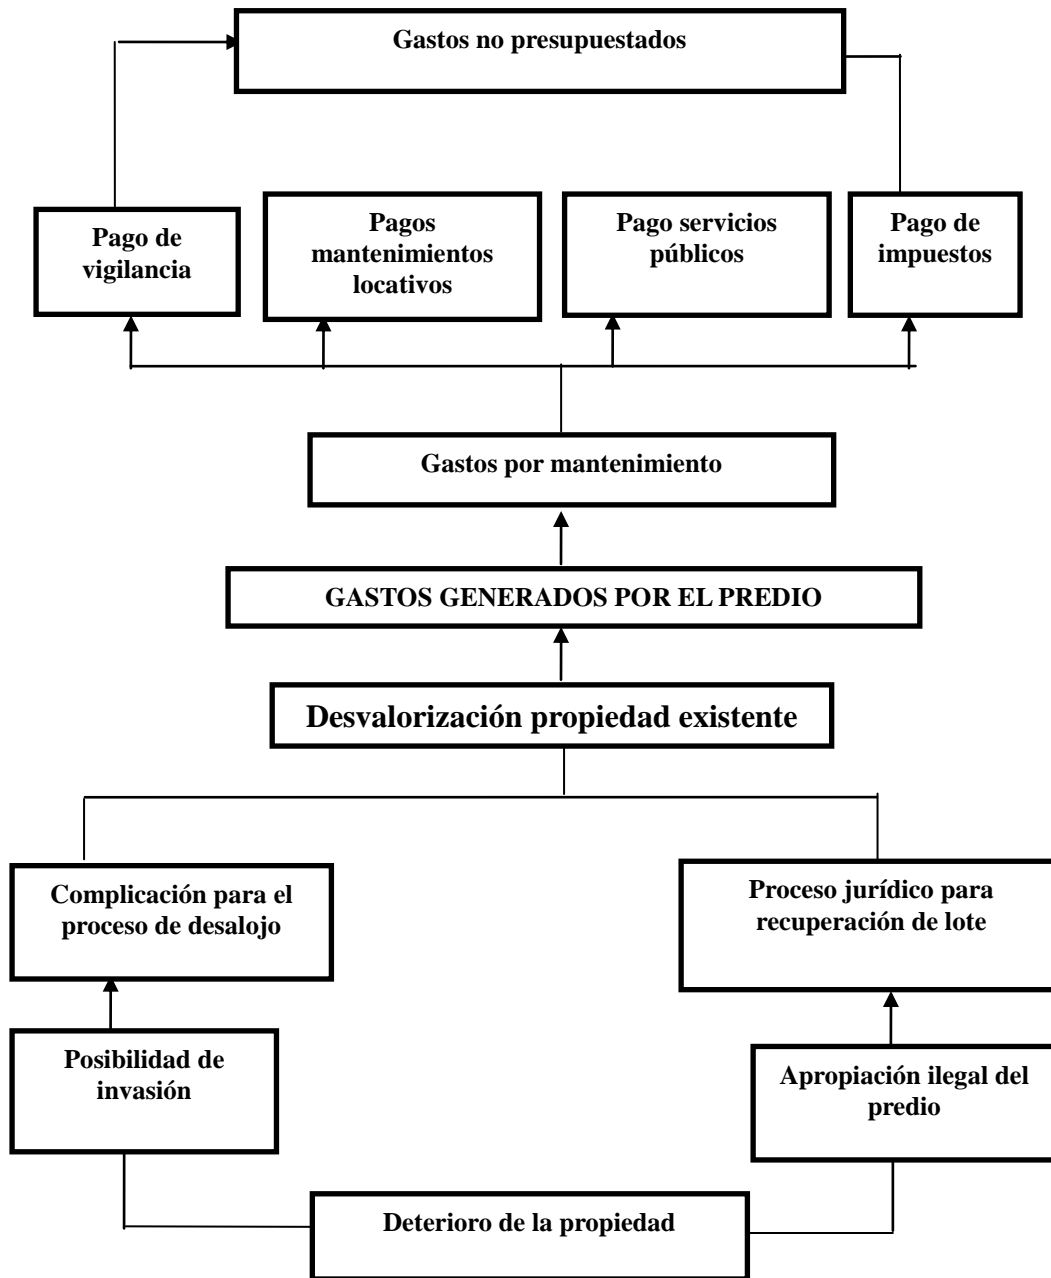 Gastos no presupuestados
Pago de
vigilancia
Pagos
mantenimientos
locativos
Pago servicios
públicos
Pago de
impuestos
Gastos por mantenimiento
GASTOS GENERADOS POR EL PREDIO
Desvalorización propiedad existente
Complicación para el
proceso de desalojo
Proceso jurídico para
recuperación de lote
Posibilidad de
invasión
Apropiación ilegal del
predio
Deterioro de la propiedad